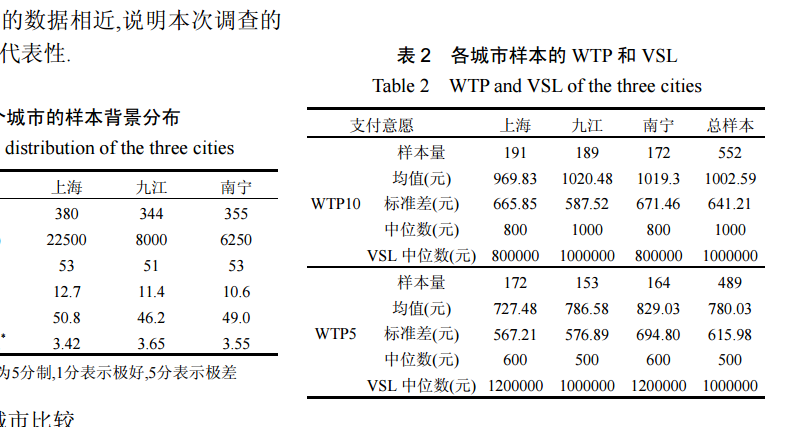 的数据相近,说明本次调查的
代表性.
个城市的样本背景分布
distribution of the three cities
上海 九江 南宁
380 344 355
22500 8000 6250
53 51 53
12.7 11.4 10.6
50.8 46.2 49.0
* 3.42 3.65 3.55
为5分制,1分表示极好,5分表示极差
城市比较
表 2 各城市样本的 WTP 和 VSL
Table 2 WTP and VSL of the three cities
支付意愿 上海 九江 南宁 总样本
样本量 191 189 172 552
均值(元) 969.83 1020.48 1019.3 1002.59
WTP10 标准差(元) 665.85 587.52 671.46 641.21
中位数(元) 800 1000 800 1000
VSL 中位数(元) 800000 1000000 800000 1000000
样本量 172 153 164 489
均值(元) 727.48 786.58 829.03 780.03
WTP5 标准差(元) 567.21 576.89 694.80 615.98
中位数(元) 600 500 600 500
VSL 中位数(元) 1200000 1000000 1200000 1000000